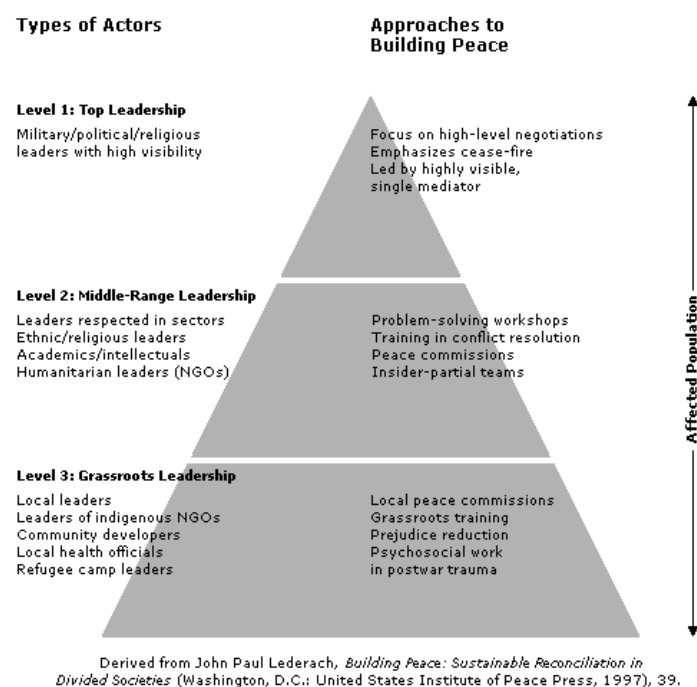 Types of Actors
Approaches to
Building Peace
Level 1: Top Leadership
Military/political/religious
leaders with high visibility
Focus on high-level negotiations
Emphasizes cease-fire
Led by highly visible,
single mediator
Level 2: Middle-Range Leadership
Leaders respected in sectors
Ethnic/religious leaders
Academics/intellectuals
Humanitarian leaders (NGOs)
Problem-solving workshops
Training in conflict resolution
Peace commissions
Insider-partial teams
Level 3: Grassroots Leadership
Local leaders
Leaders of indigenous NGOs
Community developers
Local health officials
Refugee camp leaders
Local peace commissions
Grassroots training
Prejudice reduction
Psychosocial work
in postwar trauma
Affected Population
Derived from John Paul Lederach, Building Peace: Sustainable Reconciliation in
Divided Societies (Washington, D.C.: United States Institute of Peace Press, 1997), 39.